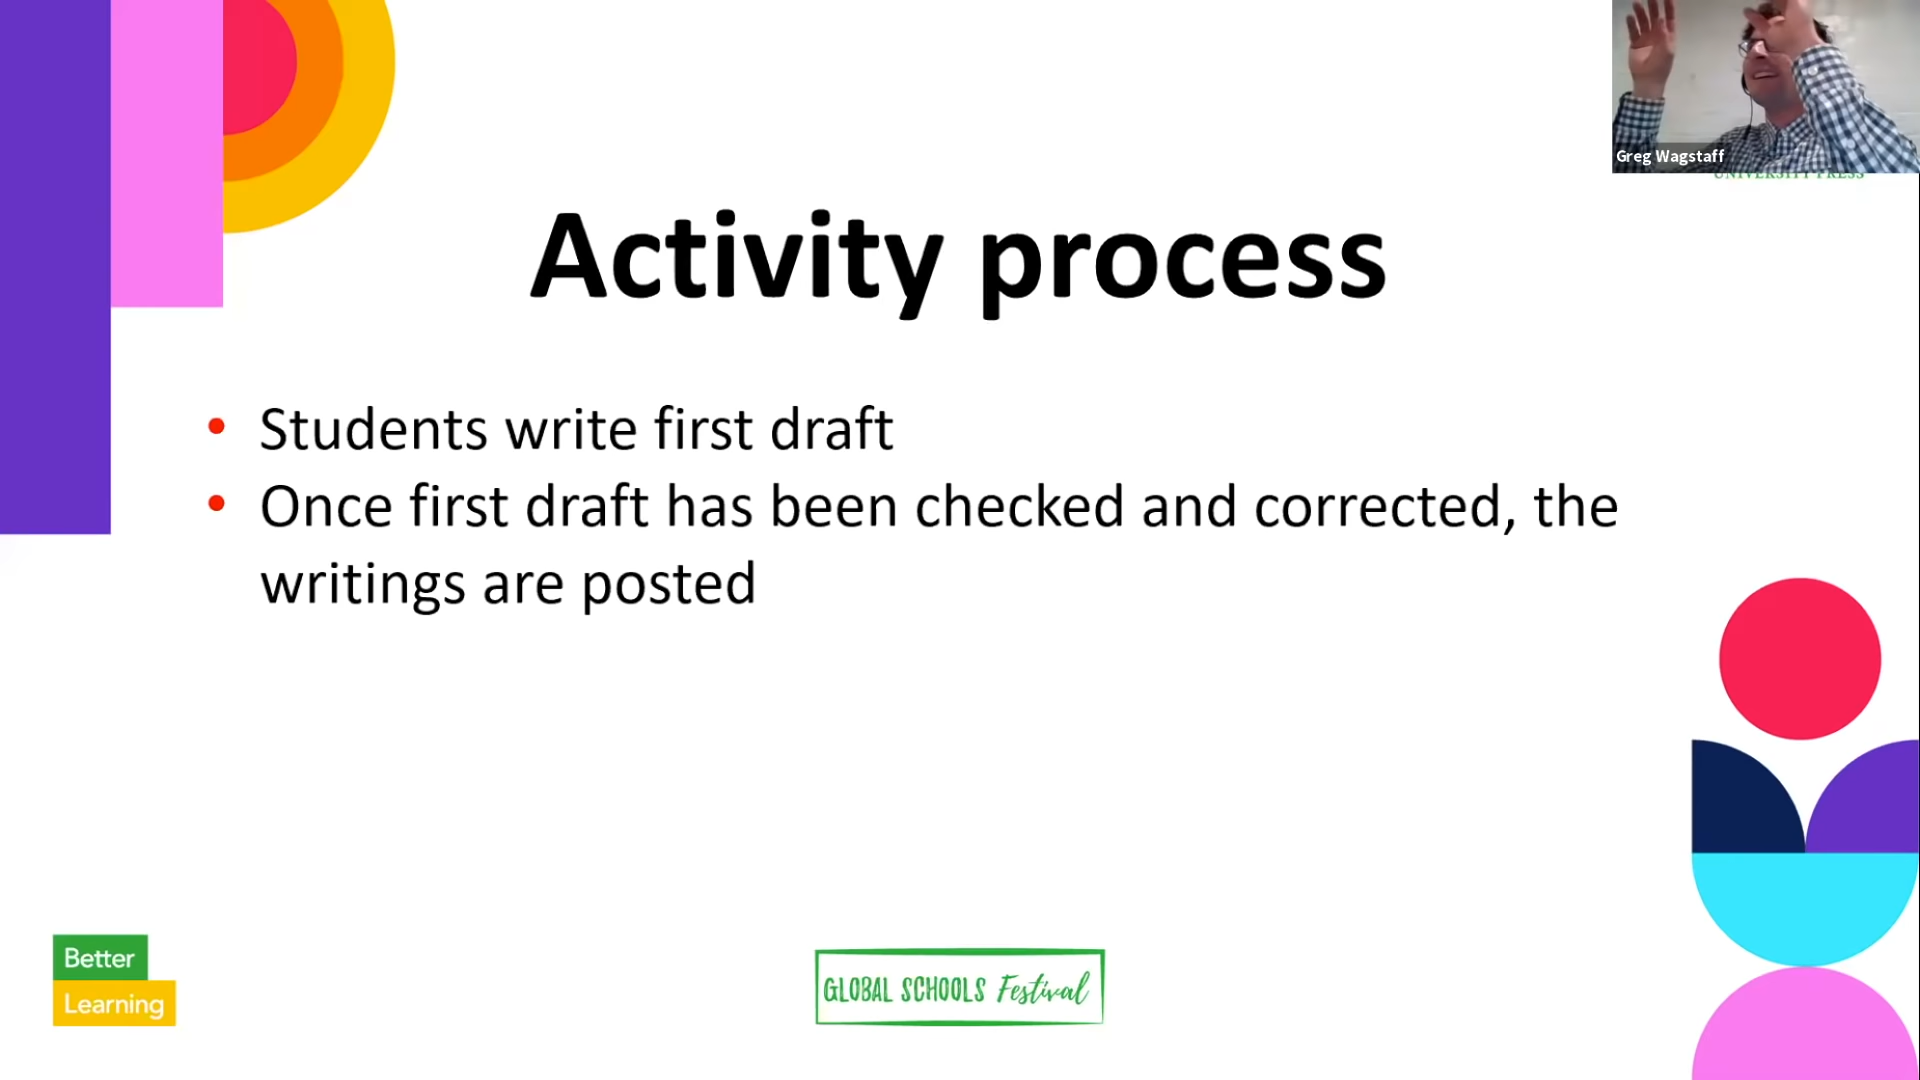 Greg Wagstaff
UNIVERSITY PRESS
Activity process
• Students write first draft
• Once first draft has been checked and corrected, the
writings are posted
Better
Learning
GLOBAL SCHOOLS Festival